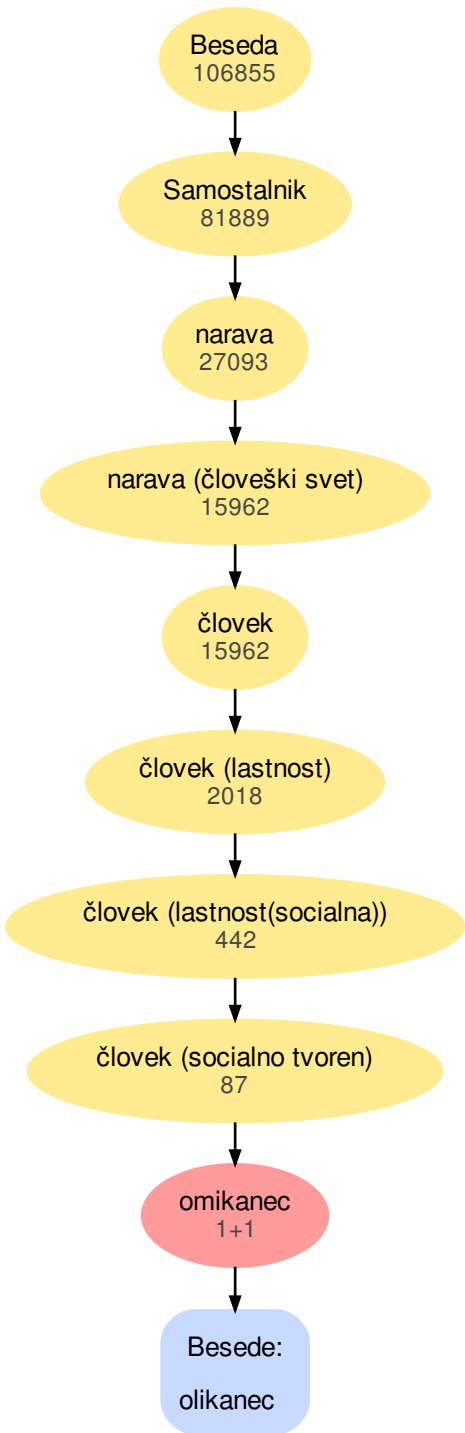 Beseda
106855
Samostalnik
81889
narava
27093
narava (človeški svet)
15962
človek
15962
človek (lastnost)
2018
človek (lastnost(socialna))
442
človek (socialno tvoren)
87
omikanec
1+1
Besede:
olikanec